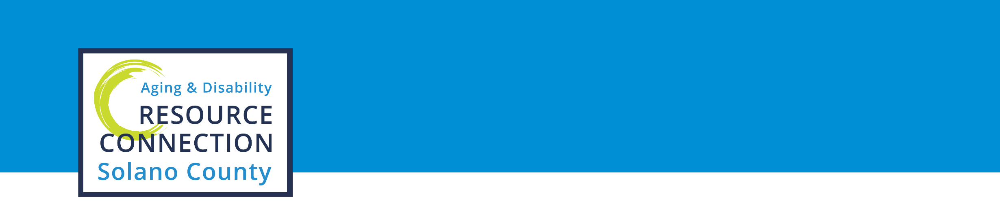 Aging & Disability
RESOURCE
CONNECTION
Solano County